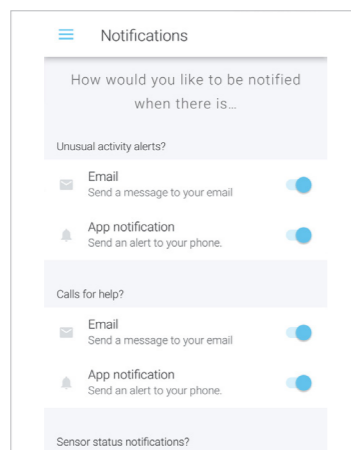 Notifications
How would you like to be notified
when there is...
Unusual activity alerts?
Email
Send a message to your email
App notification
Send an alert to your phone.
Calls for help?
Email
Send a message to your email
App notification
Send an alert to your phone.
Sensor status notifications?